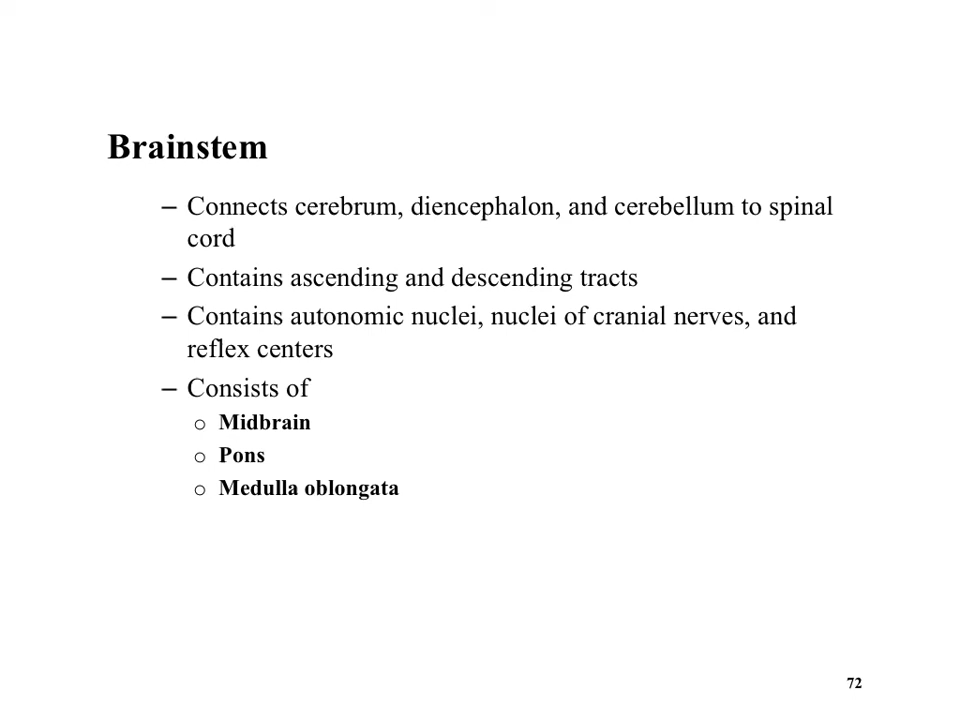 Brainstem
– Connects cerebrum, diencephalon, and cerebellum to spinal
cord
– Contains ascending and descending tracts
– Contains autonomic nuclei, nuclei of cranial nerves, and
reflex centers
– Consists of
o Midbrain
o Pons
o Medulla oblongata
72